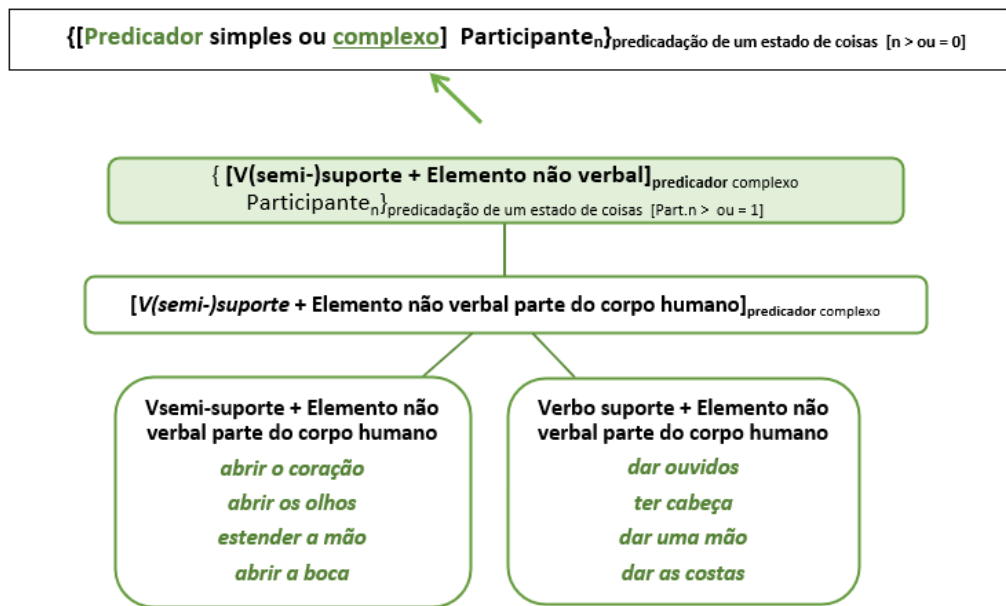 {[Predicador simples ou complexo] Participanten}predicadação de um estado de coisas [n > ou = 0]
{ [V(semi-)suporte + Elemento não verbal]predicador complexo
Participanten}predicadação de um estado de coisas [Part.n > ou = 1]
[V(semi-)suporte + Elemento não verbal parte do corpo humano]predicador complexo
Vsemi-suporte + Elemento não
verbal parte do corpo humano
abrir o coração
abrir os olhos
estender a mão
abrir a boca
Verbo suporte + Elemento não
verbal parte do corpo humano
dar ouvidos
ter cabeça
dar uma mão
dar as costas